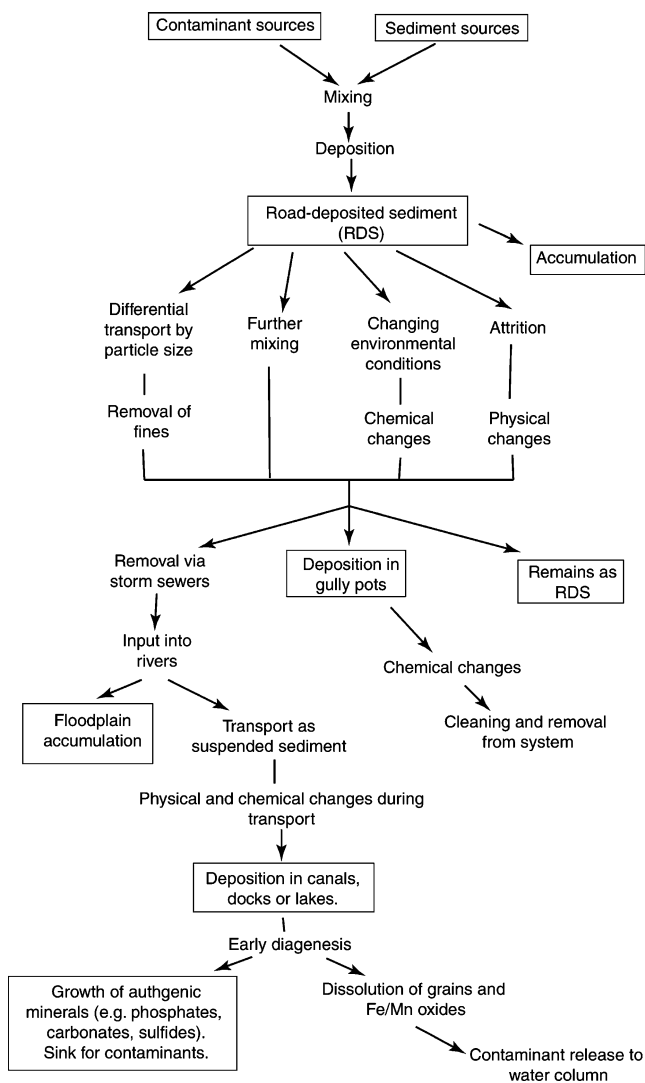 Contaminant sources
Sediment sources
Mixing
Deposition
Road-deposited sediment
(RDS)
Accumulation
Differential
transport by
particle size
Further
mixing
Changing
environmental
conditions
Attrition
Removal of
fines
Chemical
changes
Physical
changes
Removal via
storm sewers
Deposition in
gully pots
Remains as
RDS
Input into
rivers
Chemical changes
Floodplain
accumulation
Transport as
suspended sediment
Cleaning and removal
from system
Physical and chemical changes during
transport
Deposition in canals,
docks or lakes.
Early diagenesis
Growth of authgenic
minerals (e.g. phosphates,
carbonates, sulfides).
Sink for contaminants.
Dissolution of grains and
Fe/Mn oxides
Contaminant release to
water column